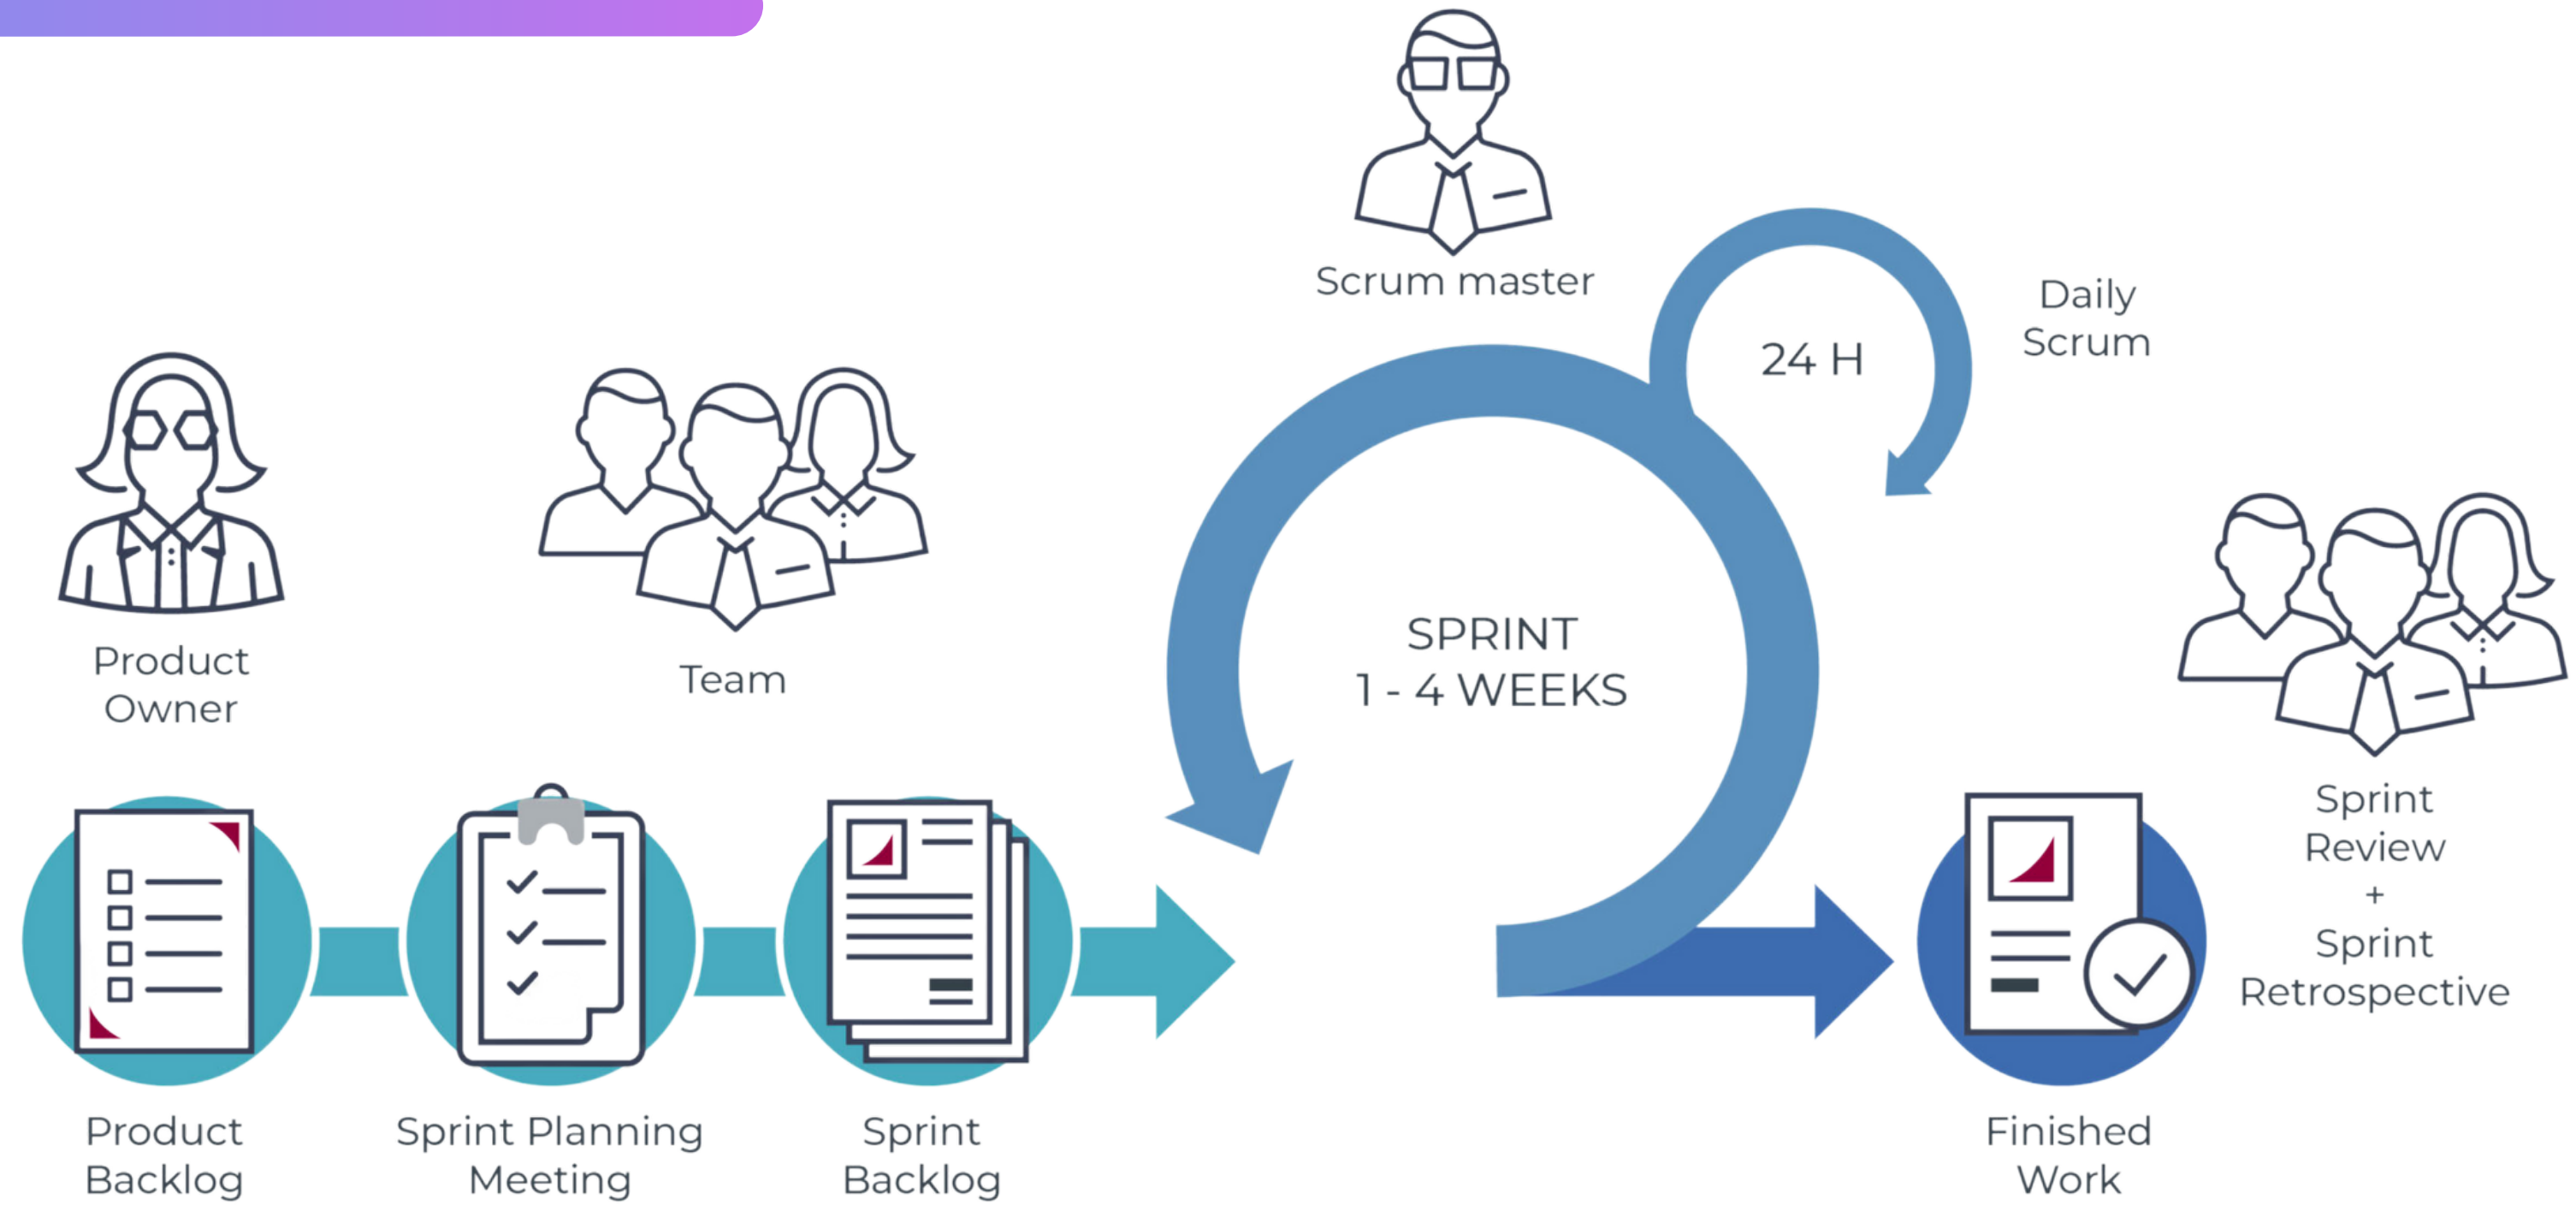 Scrum master
Daily
Scrum
24 H
Product
Owner
Team
SPRINT
1 - 4 WEEKS
Sprint
Review
+
Sprint
Retrospective
Product
Backlog
Sprint Planning
Meeting
Sprint
Backlog
Finished
Work